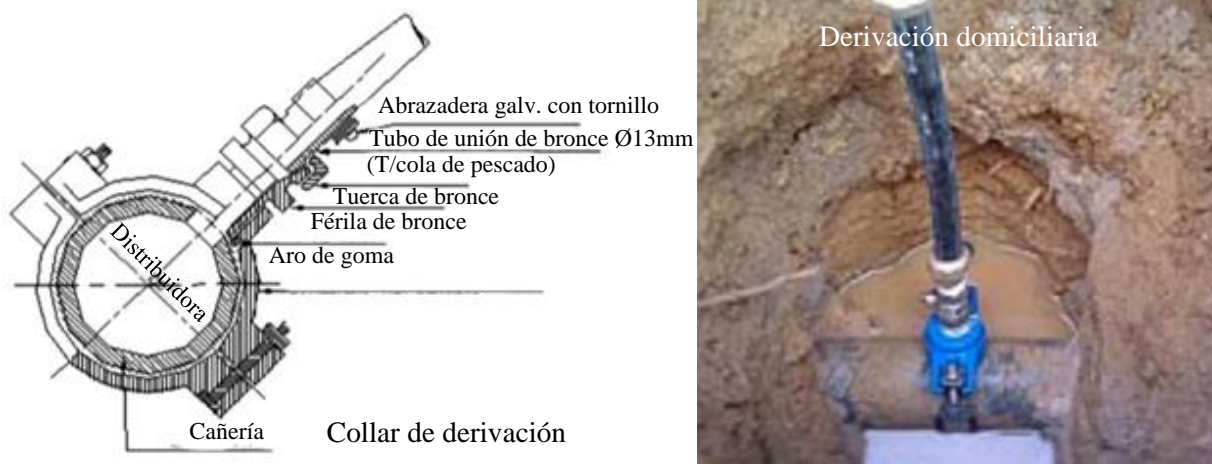 Abrazadera galv. con tornillo
Tubo de unión de bronce Ø13mm
(T/cola de pescado)
Tuerca de bronce
Férila de bronce
Aro de goma
Distribuidora
Cañería
Collar de derivación
Derivación domiciliaria